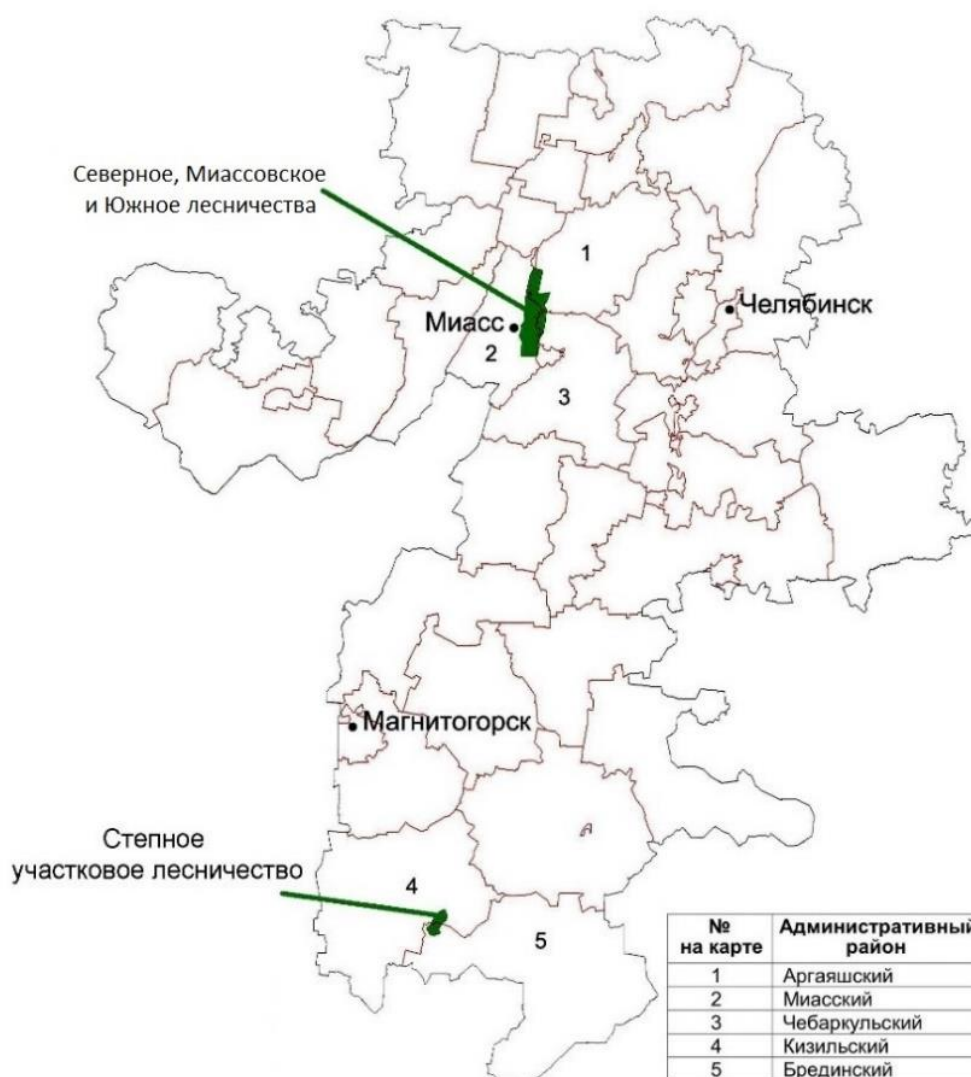 Северное, Миассовское
и Южное лесничества
1
Челябинск
Миасс
2
3
Магнитогорск
Степное
участковое лесничество
4
5
№ на карте Административный район
1 Аргаяшский
2 Миасский
3 Чебаркульский
4 Кизильский
5 Брединский